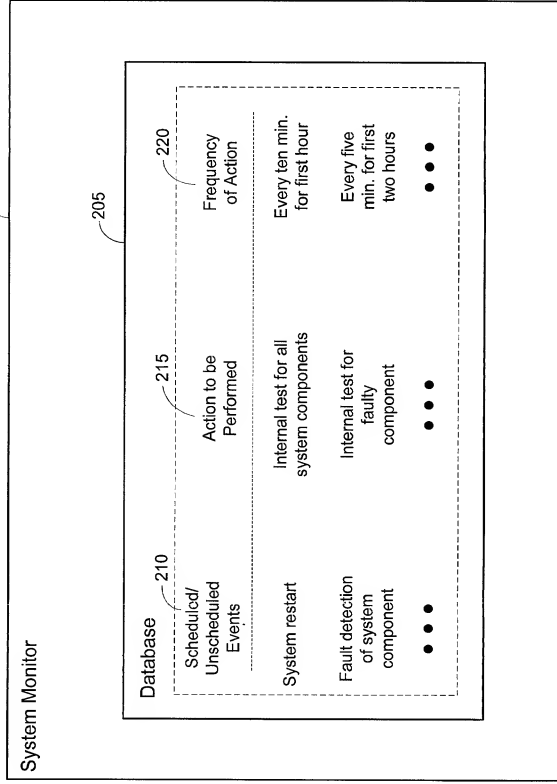 System Monitor
205
Database
210
215
220
Scheduled/
Unscheduled
Events
Action to be
Performed
Frequency
of Action
System restart
Internal test for all
system components
Every ten min.
for first hour
Fault detection
of system
component
Internal test for
faulty
component
Every five
min. for first
two hours